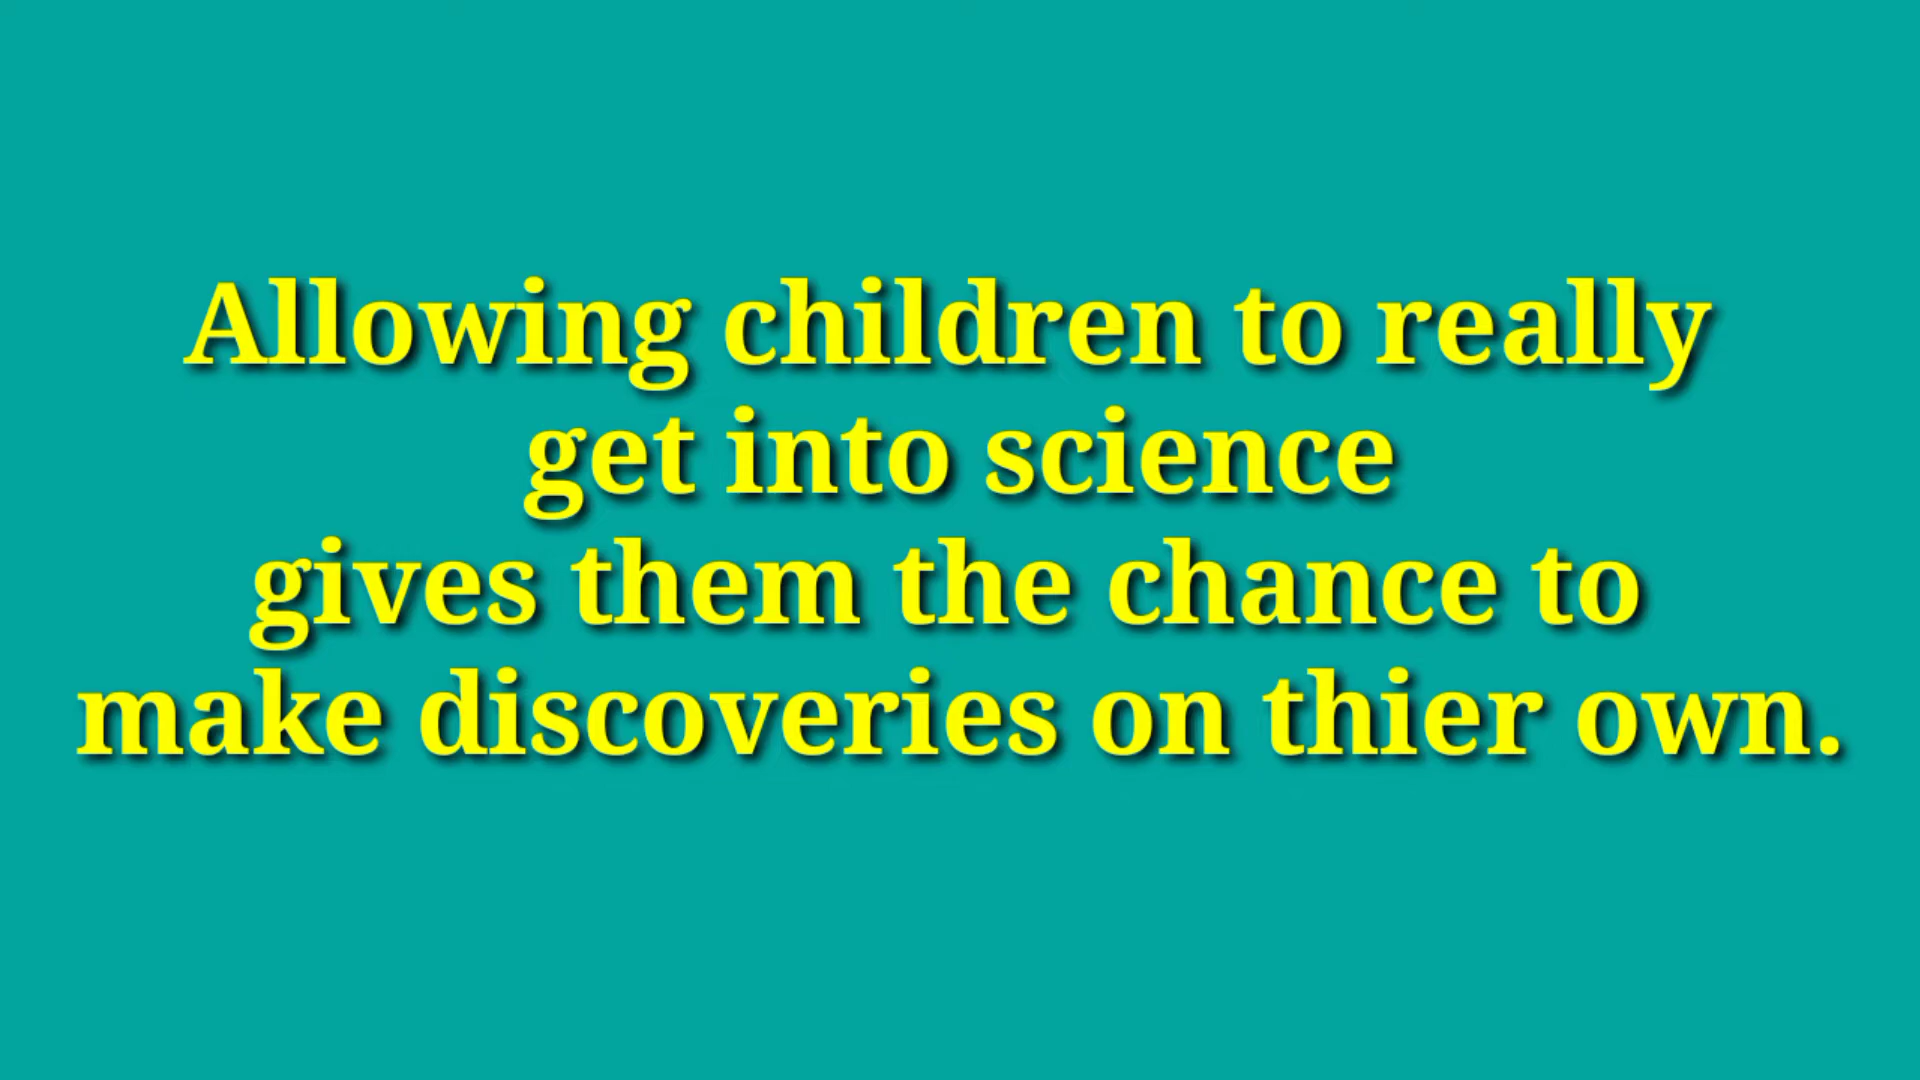 Allowing children to really
get into science
gives them the chance to
make discoveries on thier own.